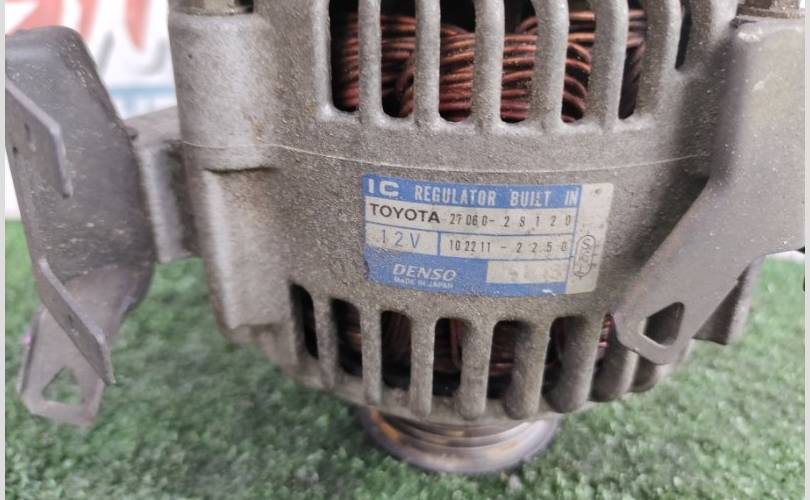 IC REGULATOR BUILT IN
TOYOTA 27060-28120
12V 102211-2250
DENSO
MADE IN JAPAN